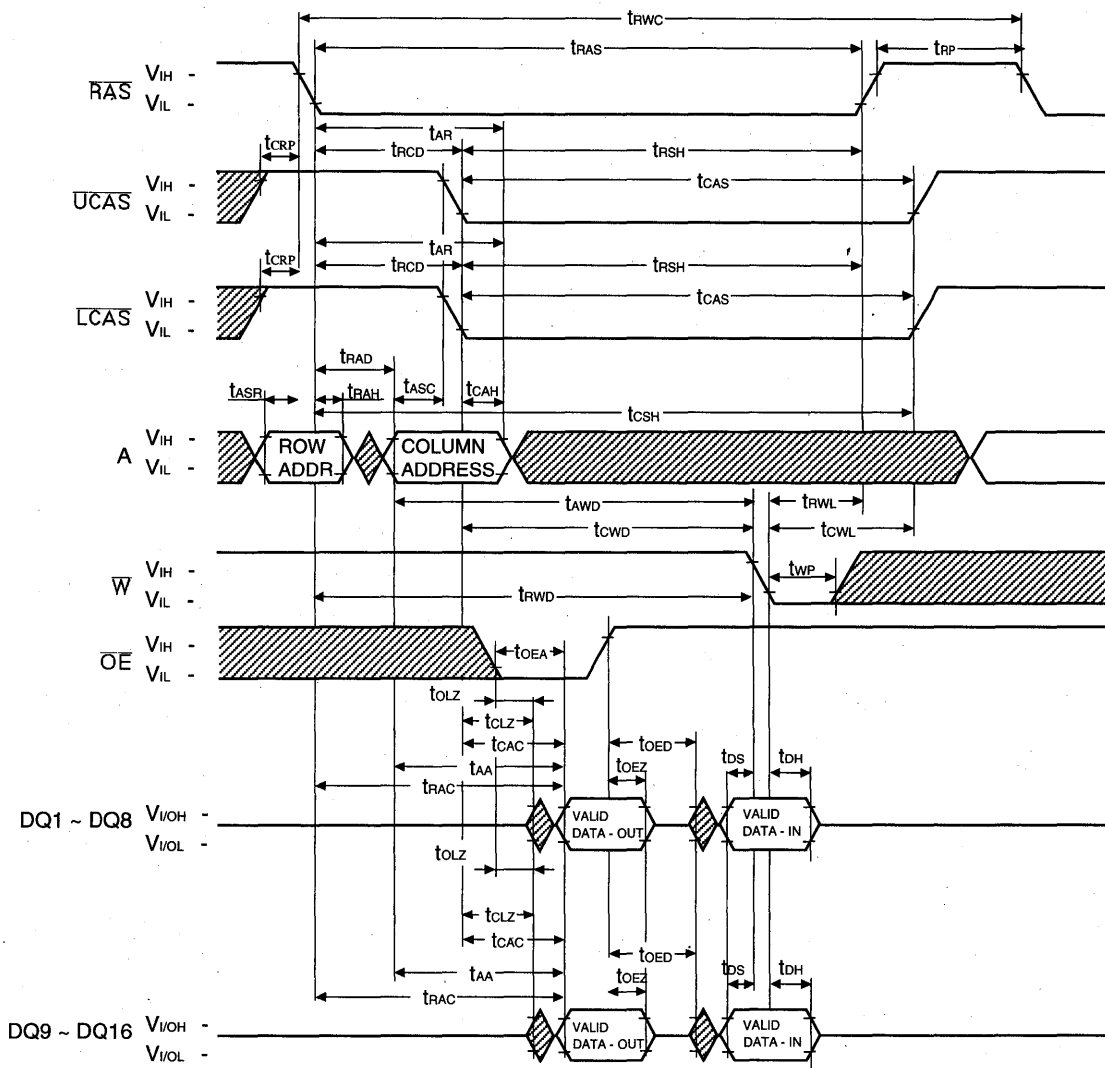 tRWC
tRAS
tRP
RAS
VIH -
VIL -
tAR
tCRP
tRCD
tRSH
UCAS
VIH -
VIL -
tCAS
tAR
tCRP
tRCD
tRSH
LCAS
VIH -
VIL -
tCAS
tRAD
tASR
tRAH
tASC
tCAH
tCSH
A
VIH -
VIL -
ROW
ADDR
COLUMN
ADDRESS
tAWD
tRWL
tCWD
tCWL
W
VIH -
VIL -
tWP
tRWD
OE
VIH -
VIL -
tOEA
tOLZ
tCLZ
tCAC
tOED
tAA
tOEZ
tDS
tDH
tRAC
DQ1 ~ DQ8
VI/OH -
VI/OL -
VALID
DATA - OUT
VALID
DATA - IN
tOLZ
tCLZ
tCAC
tOED
tAA
tOEZ
tDS
tDH
tRAC
DQ9 ~ DQ16
VI/OH -
VI/OL -
VALID
DATA - OUT
VALID
DATA - IN